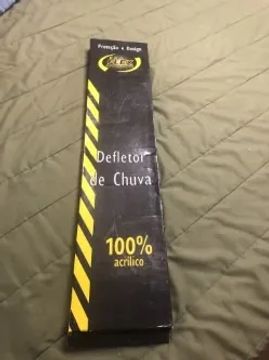 Proteção e Design
Defletor
de Chuva
100%
acrílico